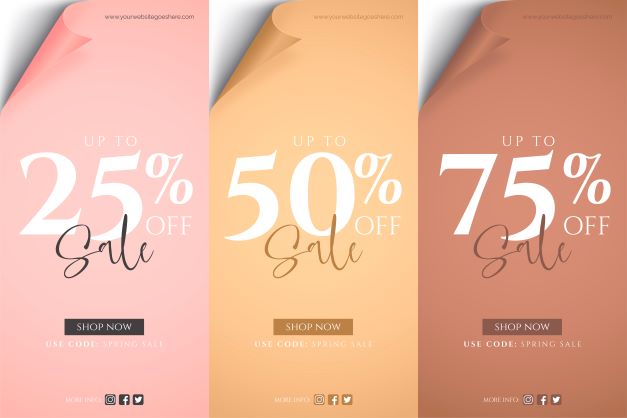 www.yourwebsitegoeshere.com
UP TO
25% OFF
Sale
SHOP NOW
USE CODE: SPRING SALE
MORE INFO
www.yourwebsitegoeshere.com
UP TO
50% OFF
Sale
SHOP NOW
USE CODE: SPRING SALE
MORE INFO
www.yourwebsitegoeshere.com
UP TO
75% OFF
Sale
SHOP NOW
USE CODE: SPRING SALE
MORE INFO